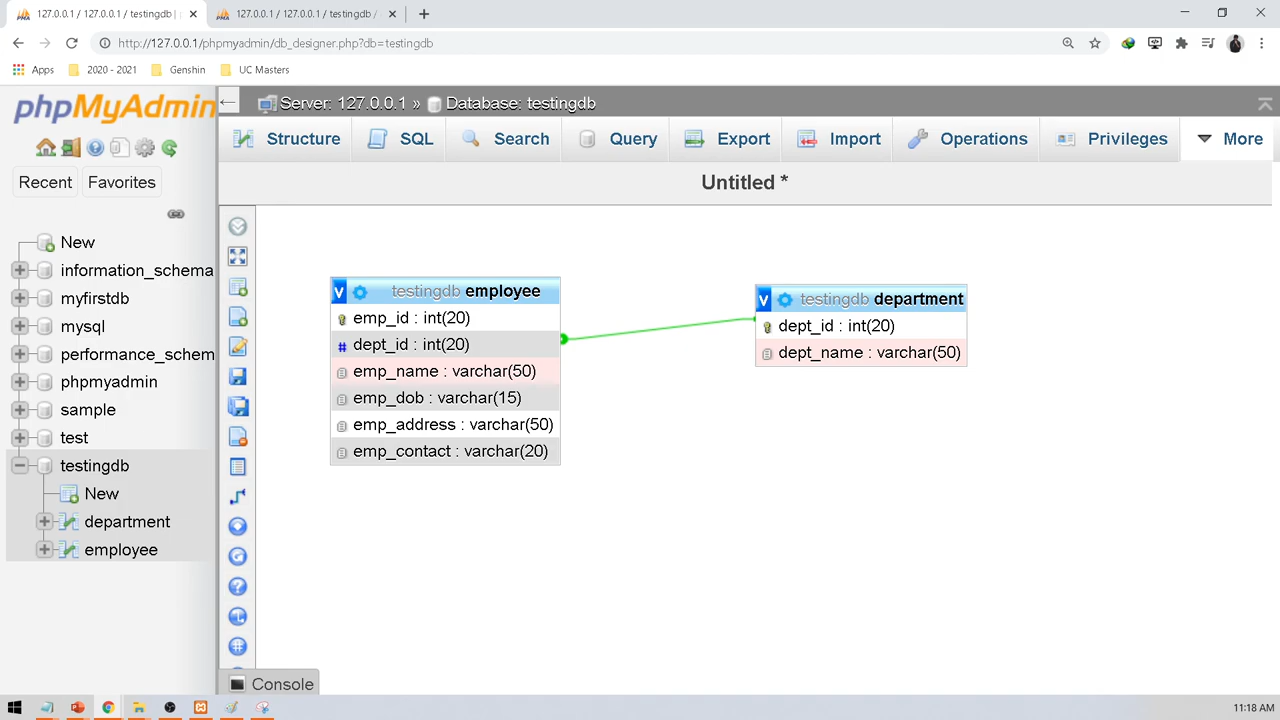 127.0.0.1 / 127.0.0.1 / testingdb |
127.0.0.1 / 127.0.0.1 / testingdb /
http://127.0.0.1/phpmyadmin/db_designer.php?db=testingdb
Apps 2020 - 2021 Genshin UC Masters
phpMyAdmin
Recent Favorites
New
information_schema
myfirstdb
mysql
performance_schem
phpmyadmin
sample
test
testingdb
New
department
employee
Server: 127.0.0.1 » Database: testingdb
Structure SQL Search Query Export Import Operations Privileges More
Untitled *
V testingdb employee
emp_id : int(20)
# dept_id : int(20)
emp_name : varchar(50)
emp_dob : varchar(15)
emp_address : varchar(50)
emp_contact : varchar(20)
V testingdb department
dept_id : int(20)
dept_name : varchar(50)
Console
11:18 AM